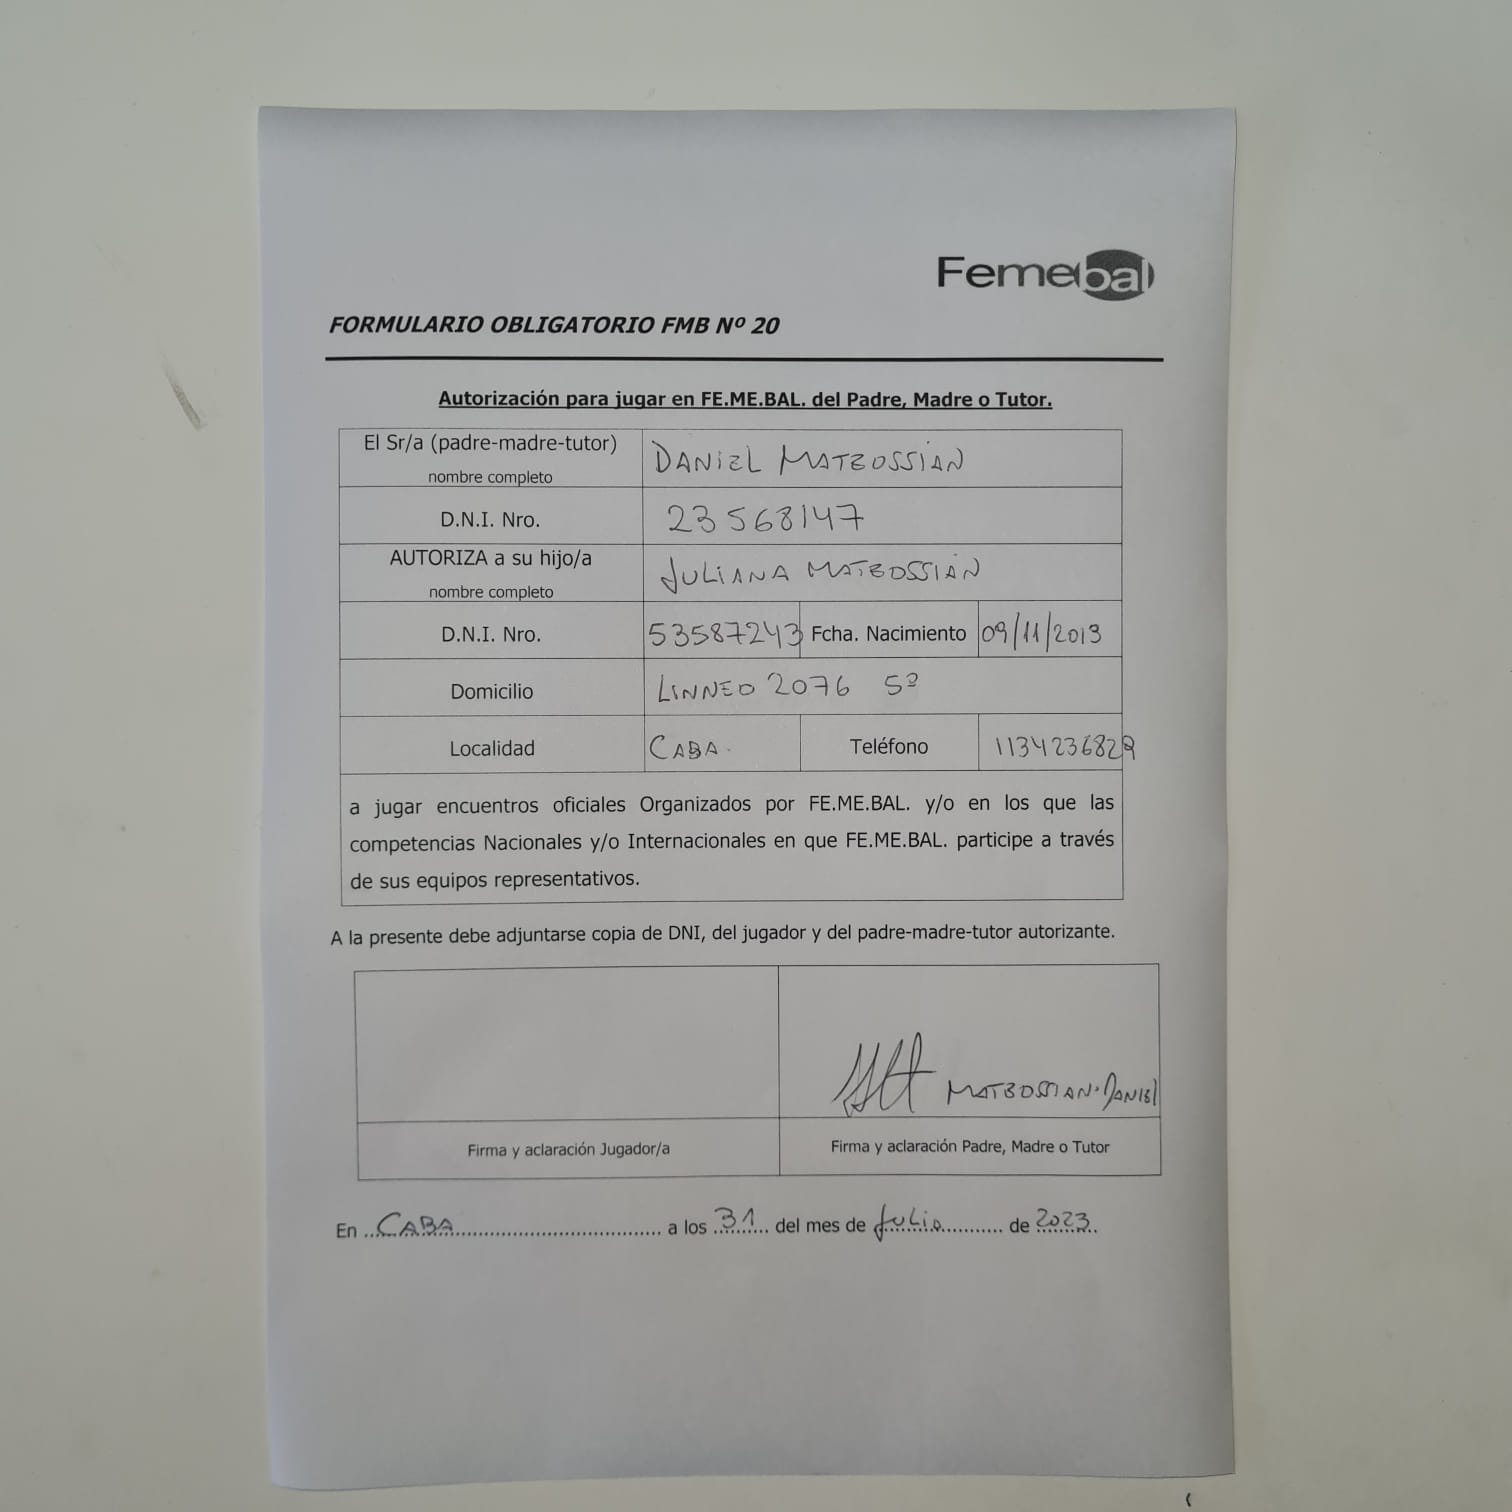 Femebal
FORMULARIO OBLIGATORIO FMB Nº 20
Autorización para jugar en FE.ME.BAL. del Padre, Madre o Tutor.
El Sr/a (padre-madre-tutor)
nombre completo
DANIEL MATEOSSIAN
D.N.I. Nro.
23568147
AUTORIZA a su hijo/a
nombre completo
JULIANA MATEOSSIAN
D.N.I. Nro.
53587243
Fcha. Nacimiento
09/11/2013
Domicilio
LINNEO 2076 5º
Localidad
CABA.
Teléfono
1134236829
a jugar encuentros oficiales Organizados por FE.ME.BAL. y/o en los que las
competencias Nacionales y/o Internacionales en que FE.ME.BAL. participe a través
de sus equipos representativos.
A la presente debe adjuntarse copia de DNI, del jugador y del padre-madre-tutor autorizante.
MATEOSSIAN DANIEL
Firma y aclaración Jugador/a
Firma y aclaración Padre, Madre o Tutor
En CABA a los 31 del mes de Julio de 2023